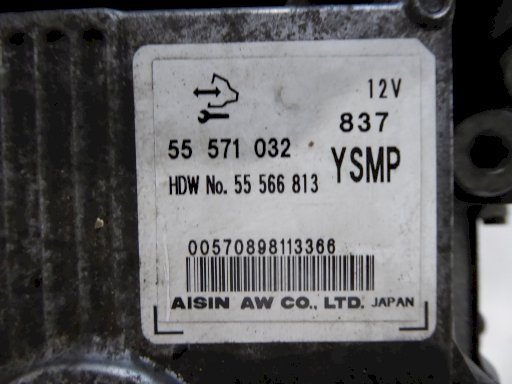 12V
837
55 571 032
YSMP
HDW No. 55 566 813
00570898113366
AISIN AW CO., LTD. JAPAN